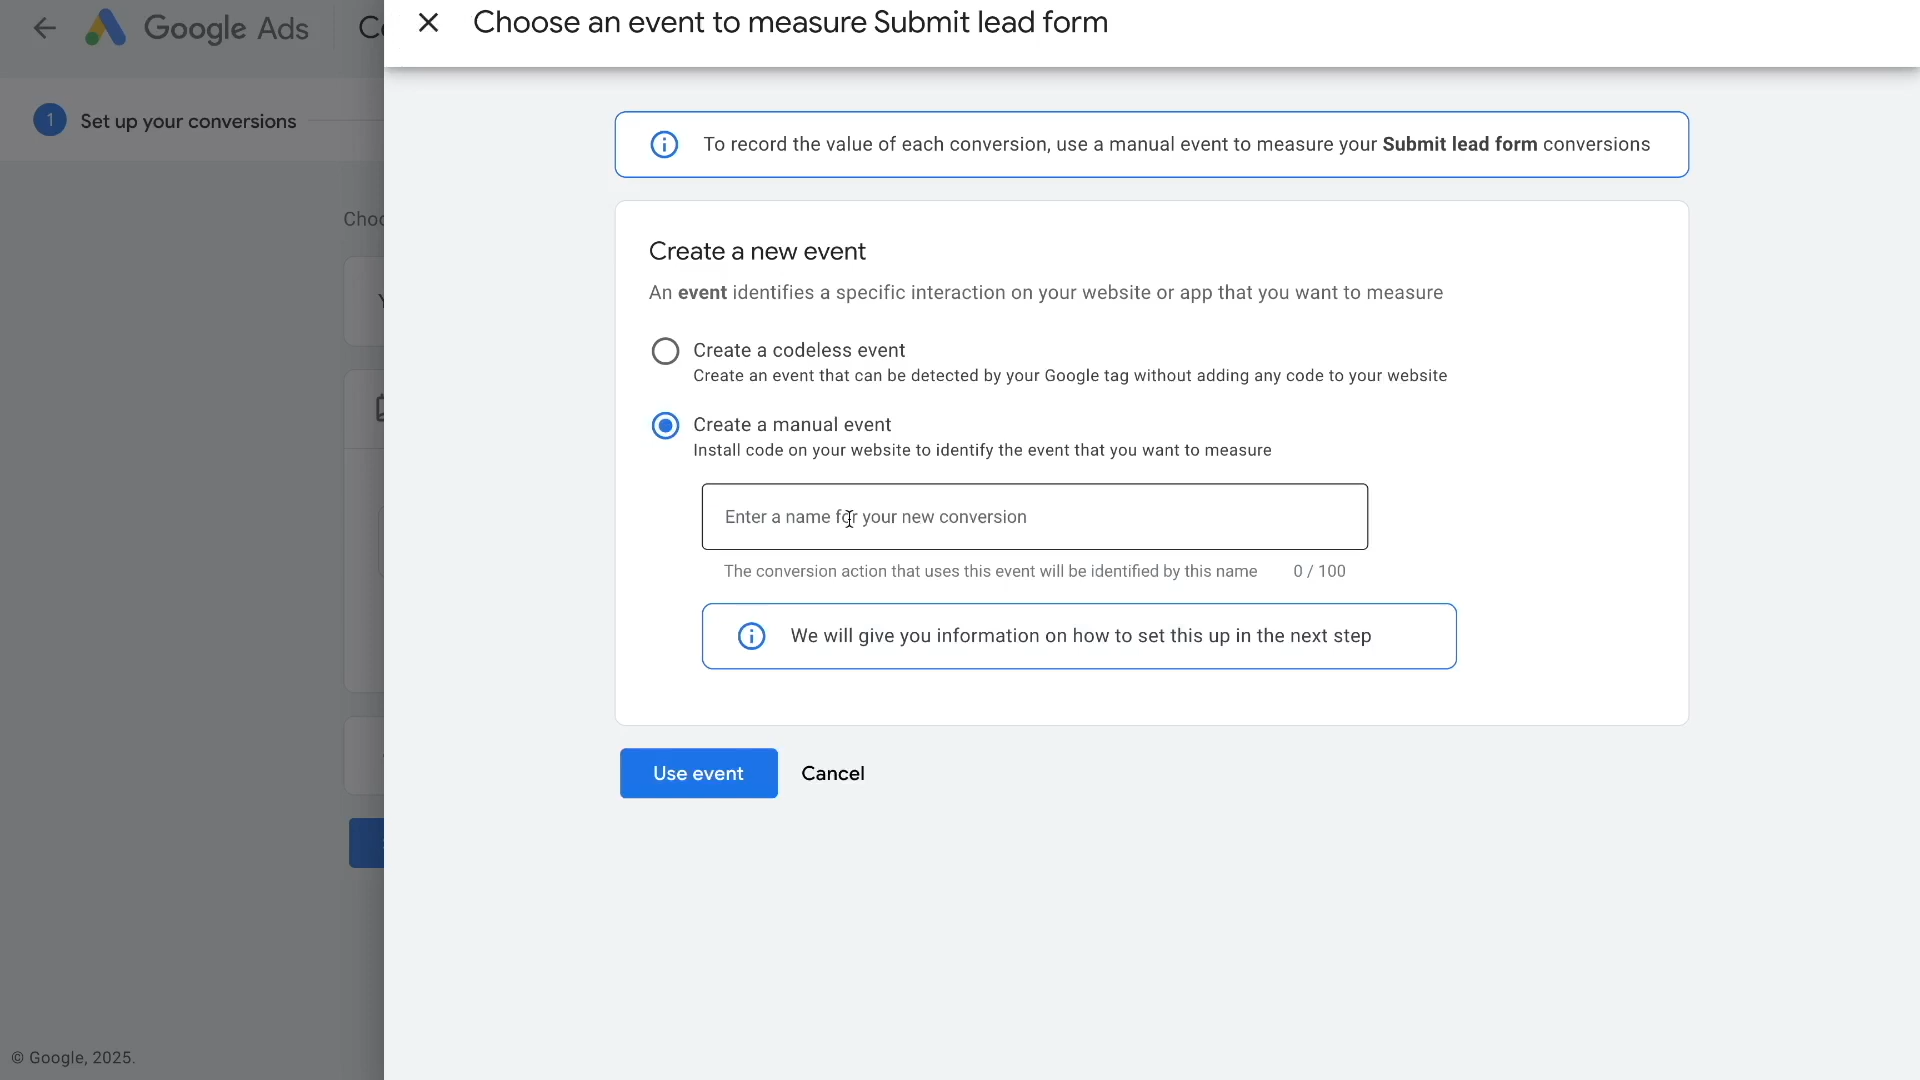 Google Ads
Choose an event to measure Submit lead form
1 Set up your conversions
To record the value of each conversion, use a manual event to measure your Submit lead form conversions
Create a new event
An event identifies a specific interaction on your website or app that you want to measure
Create a codeless event
Create an event that can be detected by your Google tag without adding any code to your website
Create a manual event
Install code on your website to identify the event that you want to measure
Enter a name for your new conversion
The conversion action that uses this event will be identified by this name 0 / 100
We will give you information on how to set this up in the next step
Use event Cancel
© Google, 2025.